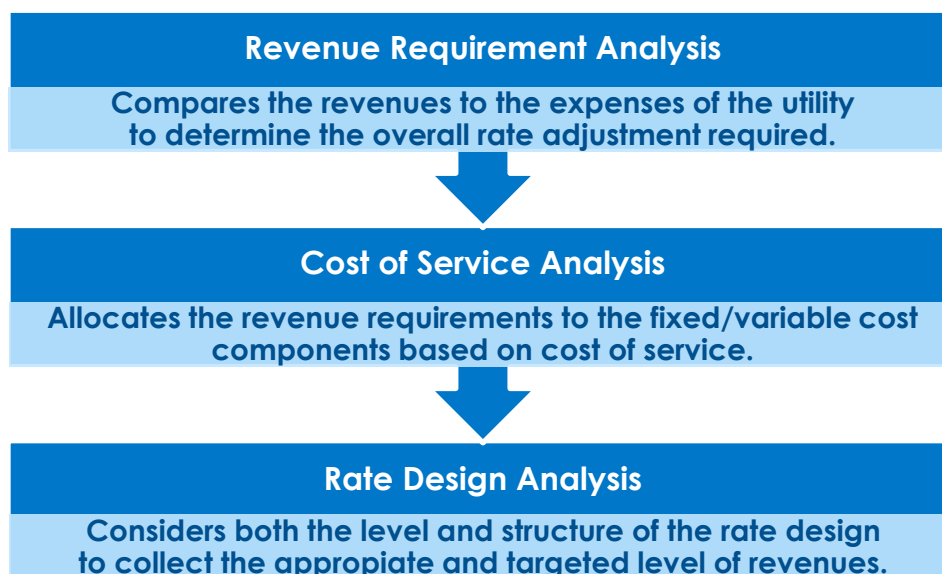 Revenue Requirement Analysis
Compares the revenues to the expenses of the utility
to determine the overall rate adjustment required.
Cost of Service Analysis
Allocates the revenue requirements to the fixed/variable cost
components based on cost of service.
Rate Design Analysis
Considers both the level and structure of the rate design
to collect the appropiate and targeted level of revenues.